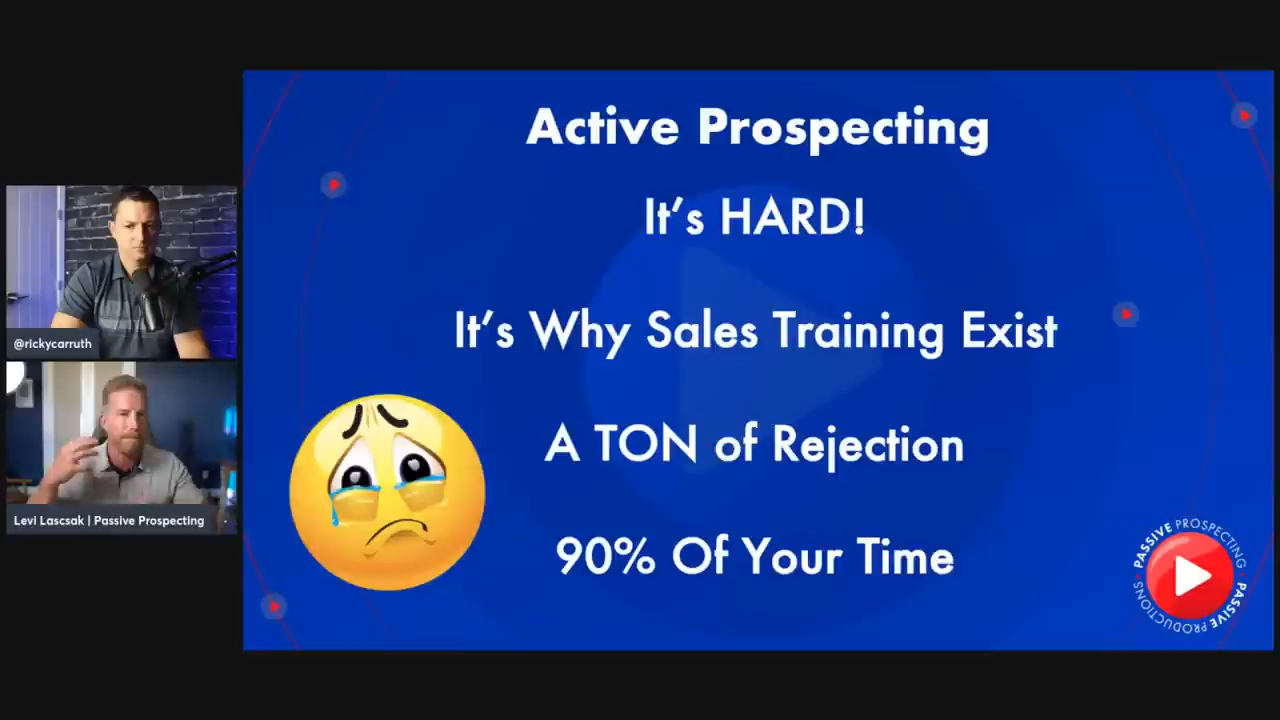 Active Prospecting
It's HARD!
It's Why Sales Training Exist
A TON of Rejection
90% Of Your Time
@rickycarruth
Levi Lascsak | Passive Prospecting
PASSIVE PROSPECTING
PASSIVE PRODUCTIONS